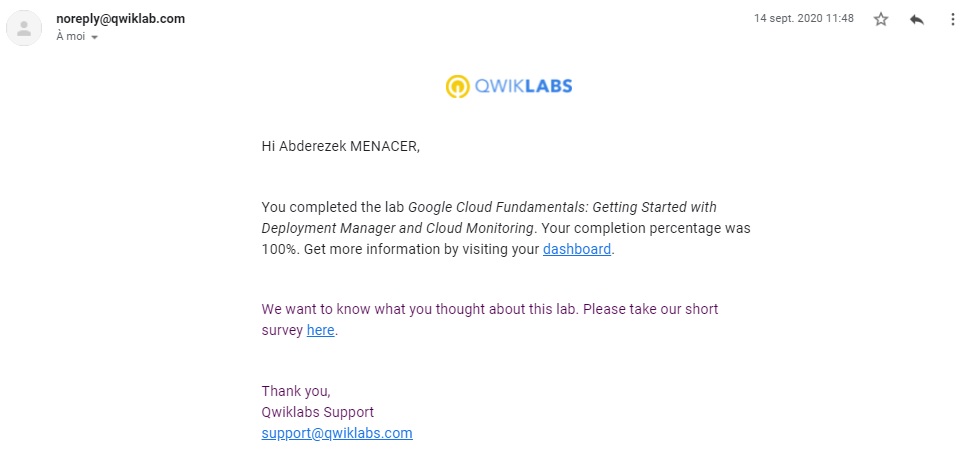 noreply@qwiklab.com
14 sept. 2020 11:48
À moi
QWIKLABS
Hi Abderezek MENACER,
You completed the lab Google Cloud Fundamentals: Getting Started with
Deployment Manager and Cloud Monitoring. Your completion percentage was
100%. Get more information by visiting your dashboard.
We want to know what you thought about this lab. Please take our short
survey here.
Thank you,
Qwiklabs Support
support@qwiklabs.com